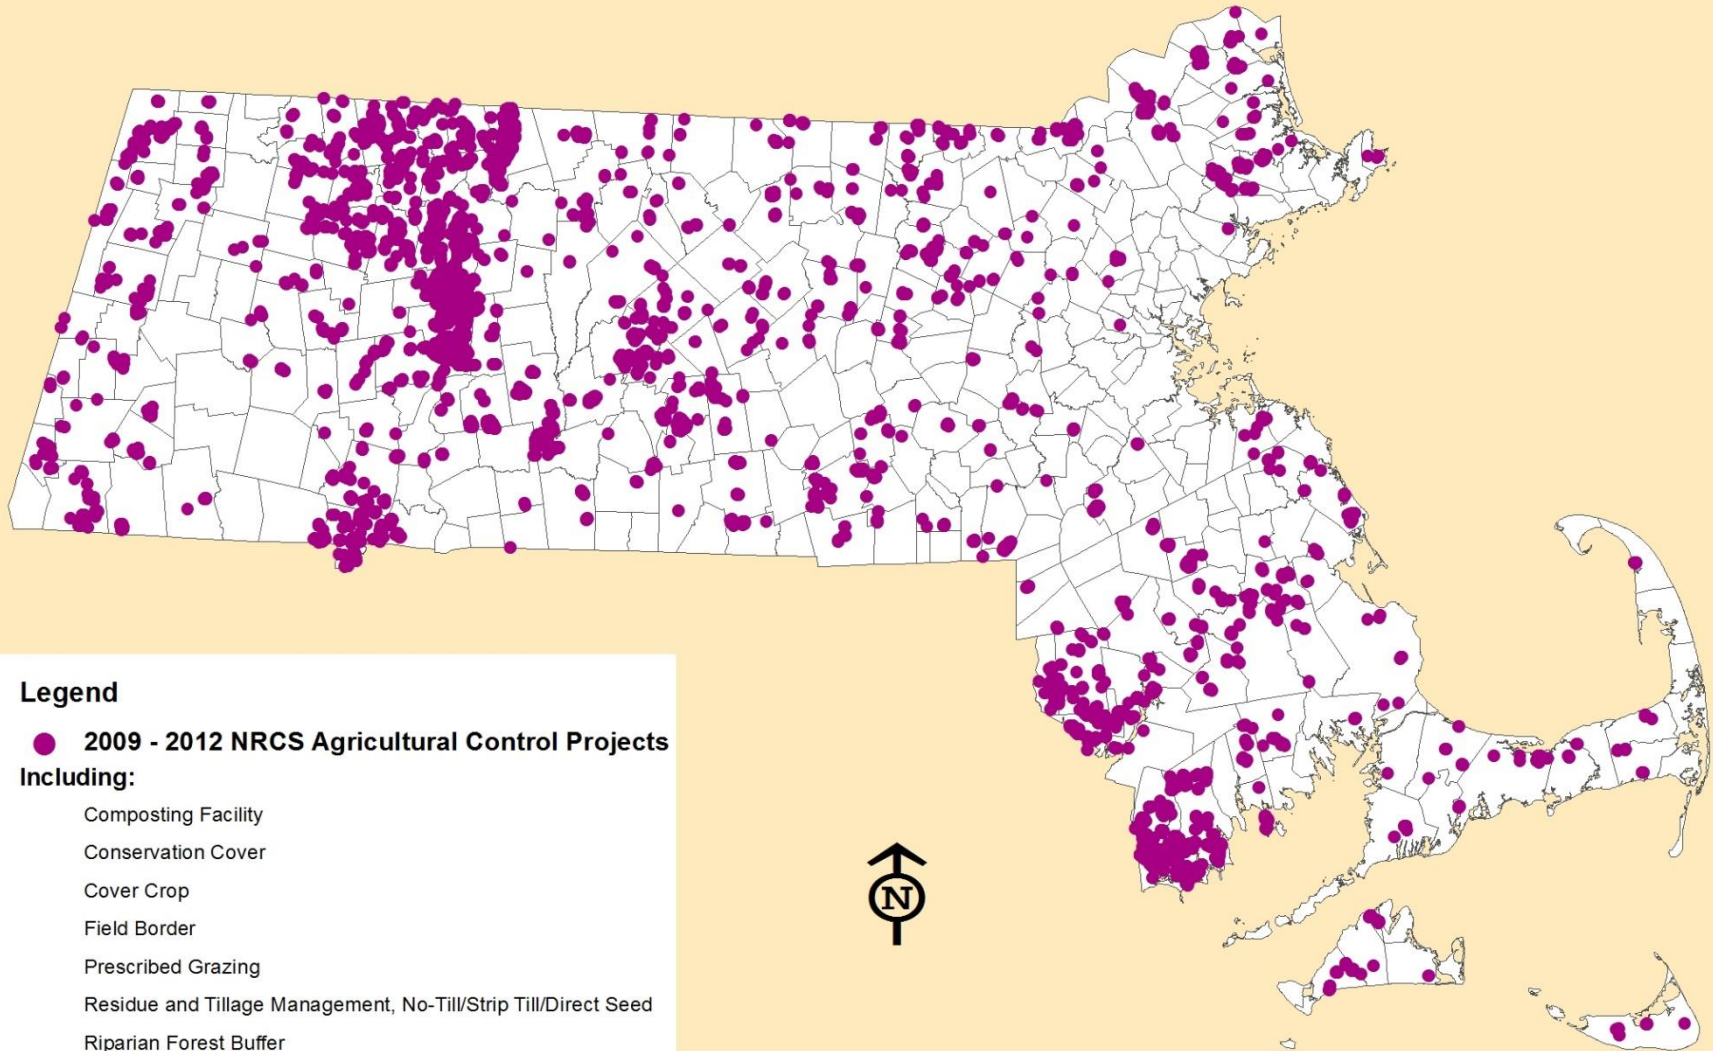 Legend
2009 - 2012 NRCS Agricultural Control Projects
Including:
Composting Facility
Conservation Cover
Cover Crop
Field Border
Prescribed Grazing
Residue and Tillage Management, No-Till/Strip Till/Direct Seed
Riparian Forest Buffer
N